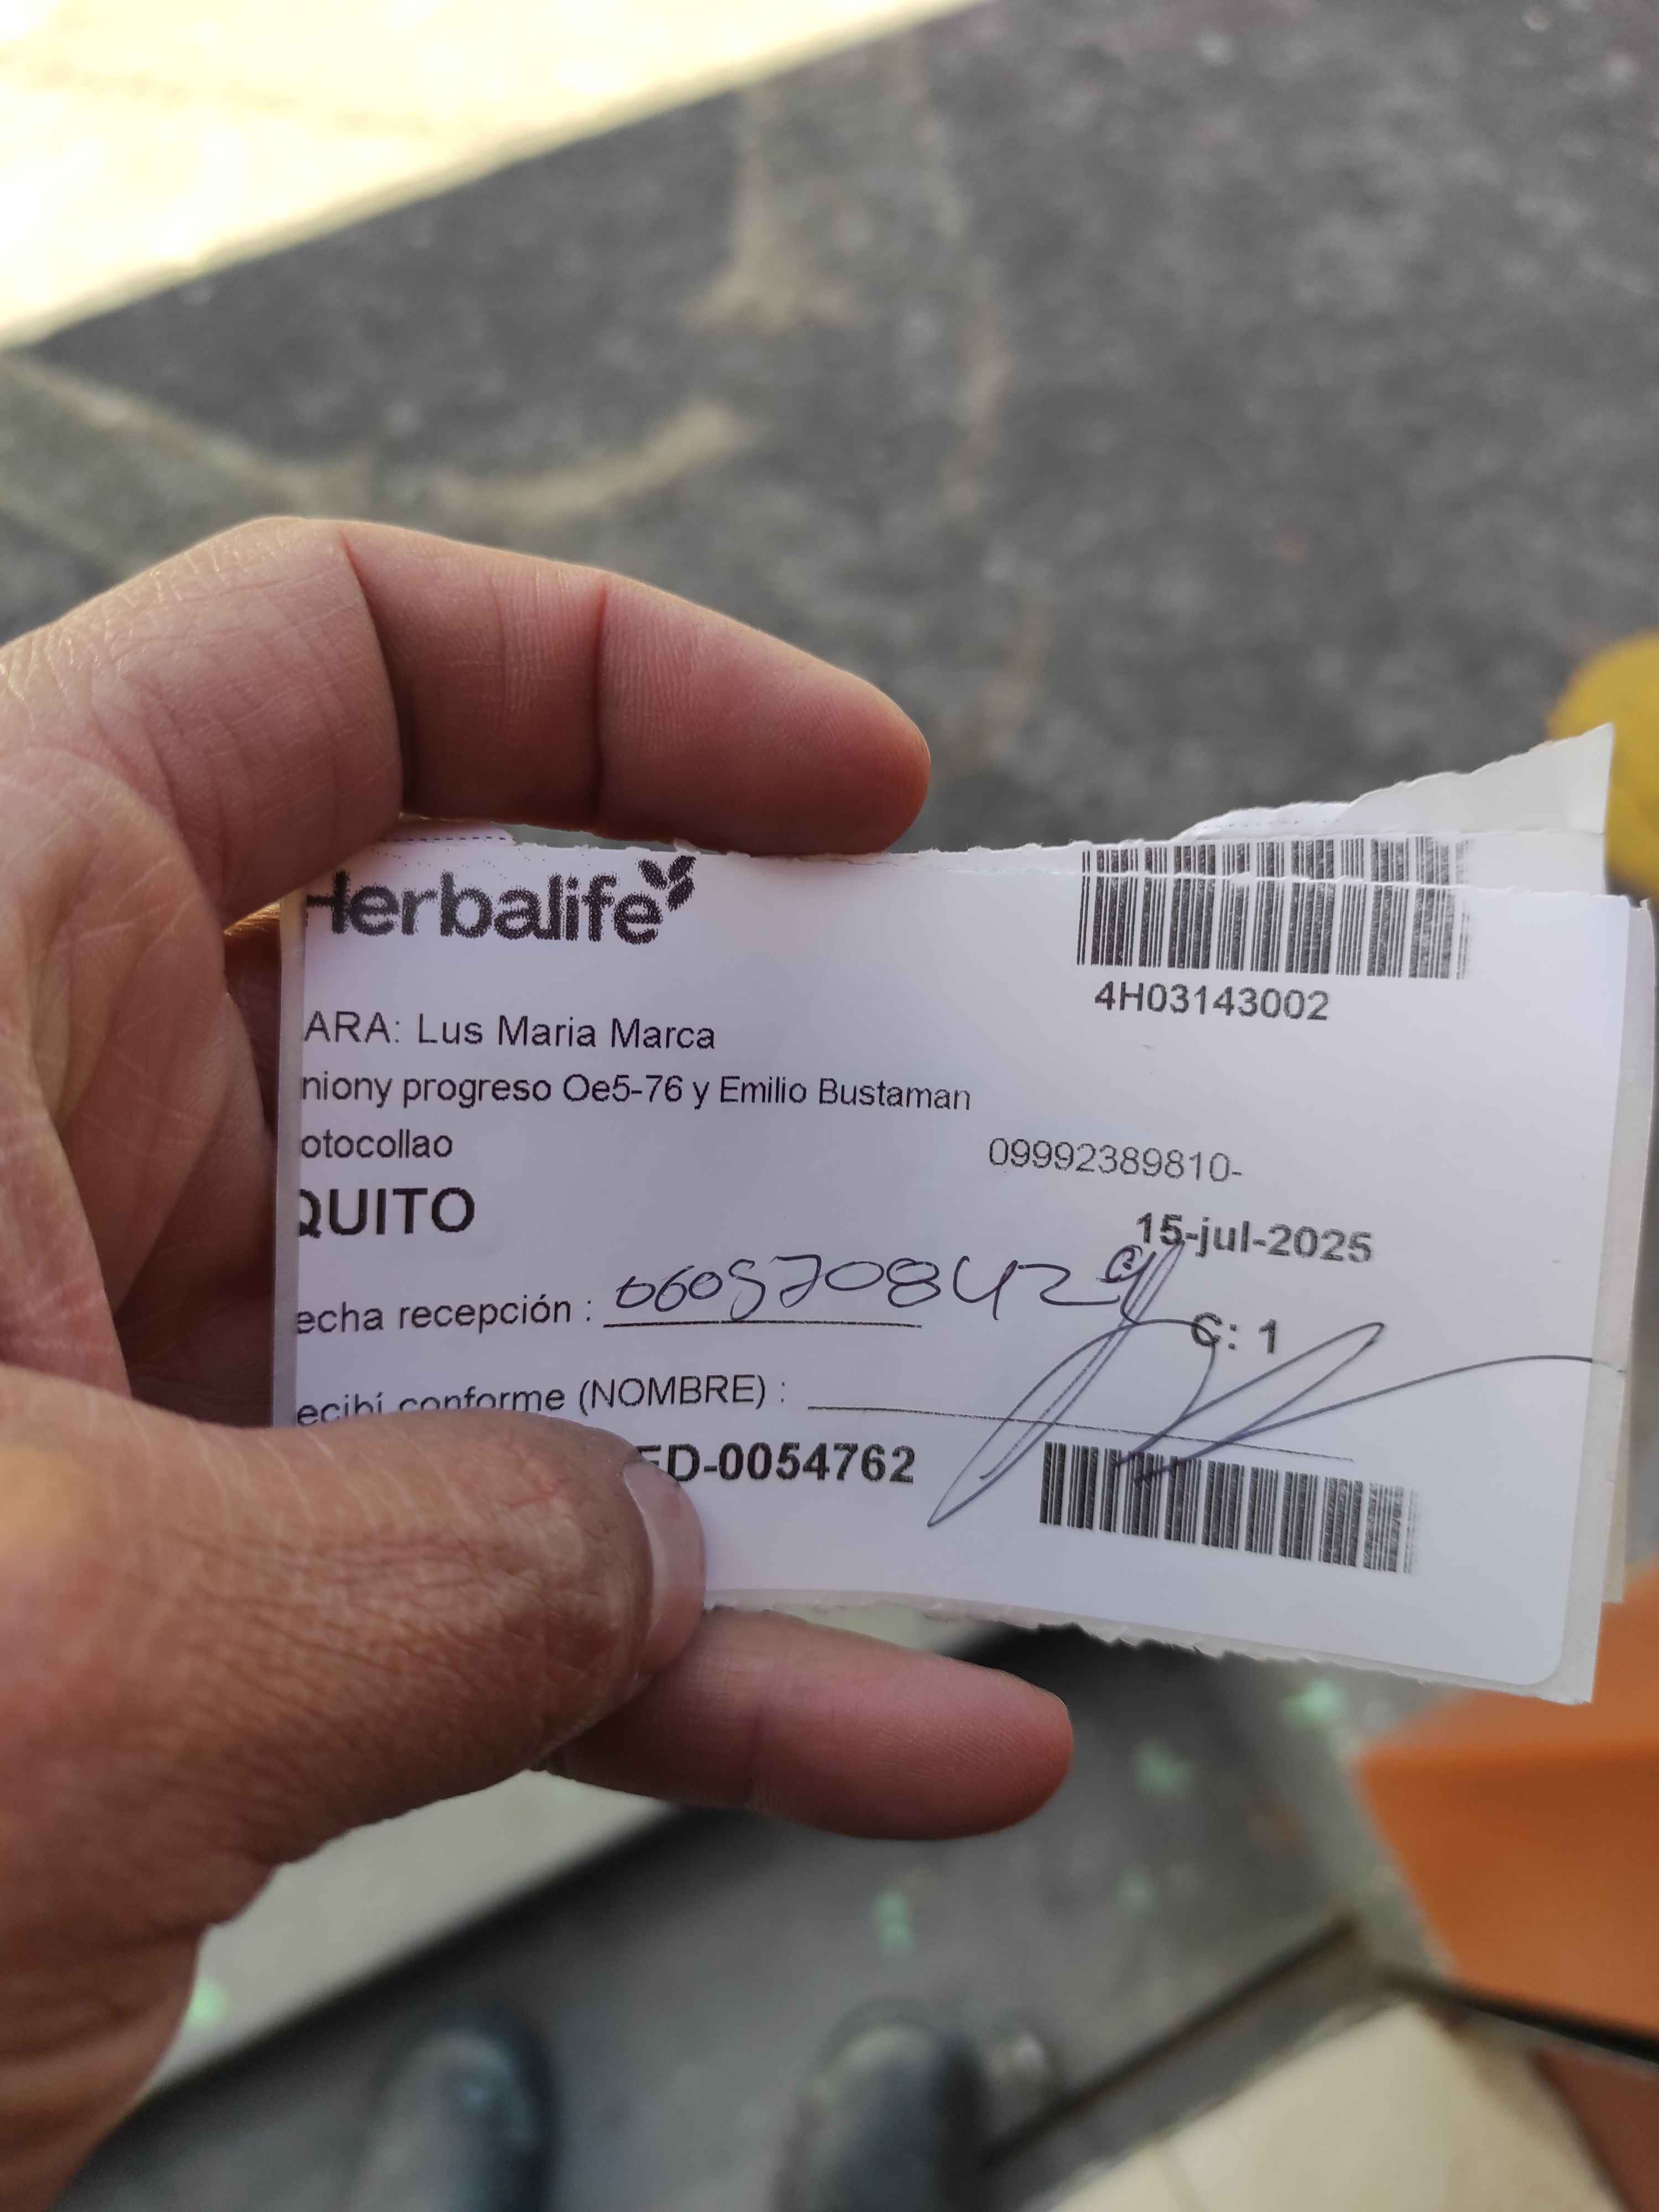 Herbalife
4H03143002
ARA: Lus Maria Marca
niony progreso Oe5-76 y Emilio Bustaman
otocollao
09992389810-
QUITO
15-jul-2025
echa recepción : 0605708429
C: 1
ecibí conforme (NOMBRE) :
ED-0054762